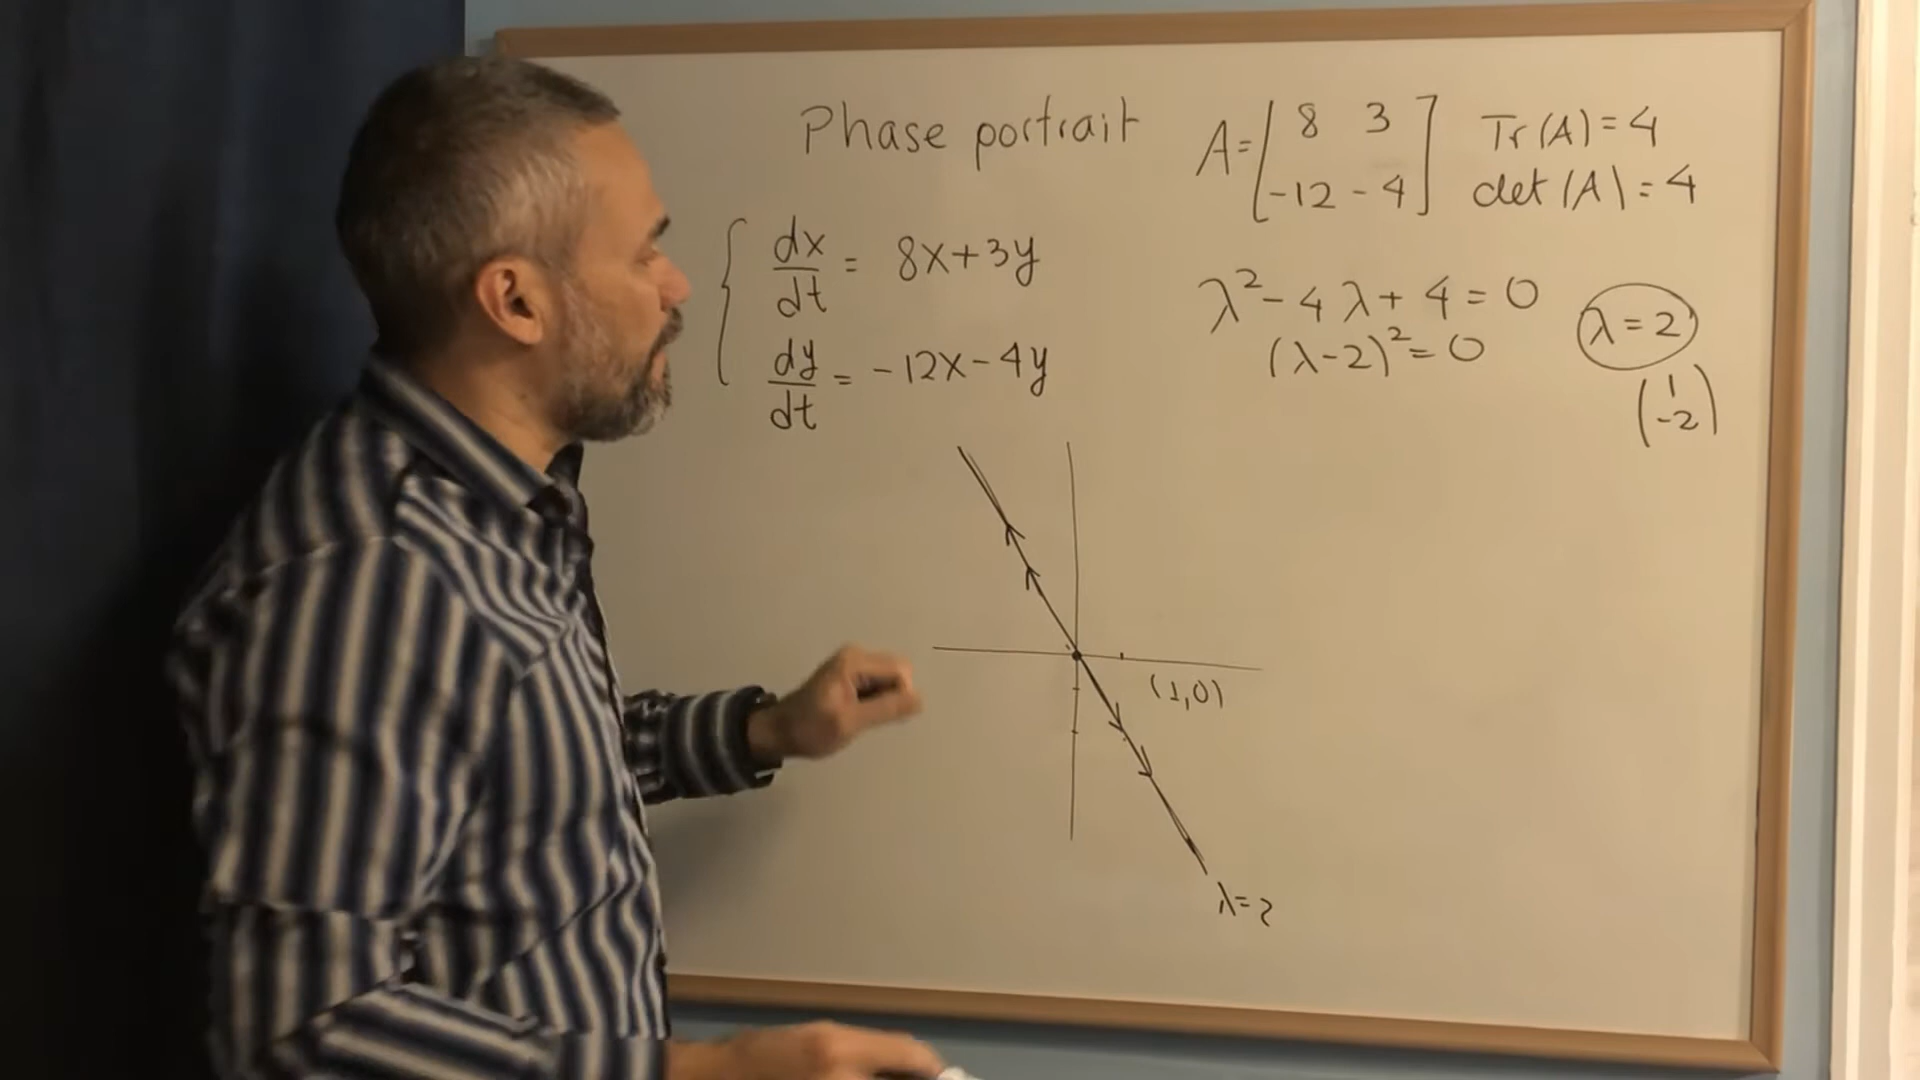 Phase portrait
A = [ 8 3
-12 -4 ]
Tr(A) = 4
det(A) = 4
{ dx/dt = 8x+3y
dy/dt = -12x-4y
λ² - 4λ + 4 = 0
(λ-2)² = 0
λ = 2
( 1
-2 )
(1,0)
λ=2